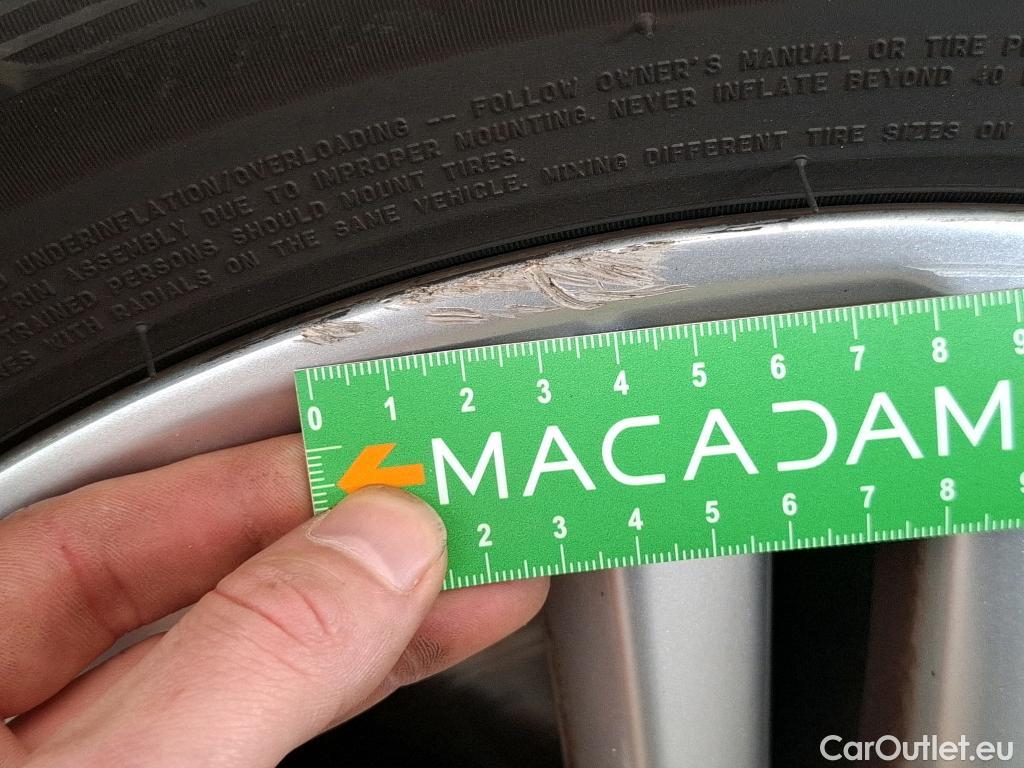 UNDERINFLATION/OVERLOADING -- FOLLOW OWNER'S MANUAL OR TIRE
ASSEMBLY DUE TO IMPROPER MOUNTING. NEVER INFLATE BEYOND 40
TRAINED PERSONS SHOULD MOUNT TIRES.
WITH RADIALS ON THE SAME VEHICLE. MIXING DIFFERENT TIRE SIZES ON
0 1 2 3 4 5 6 7 8 9
MACADAM
2 3 4 5 6 7 8
CarOutlet.eu